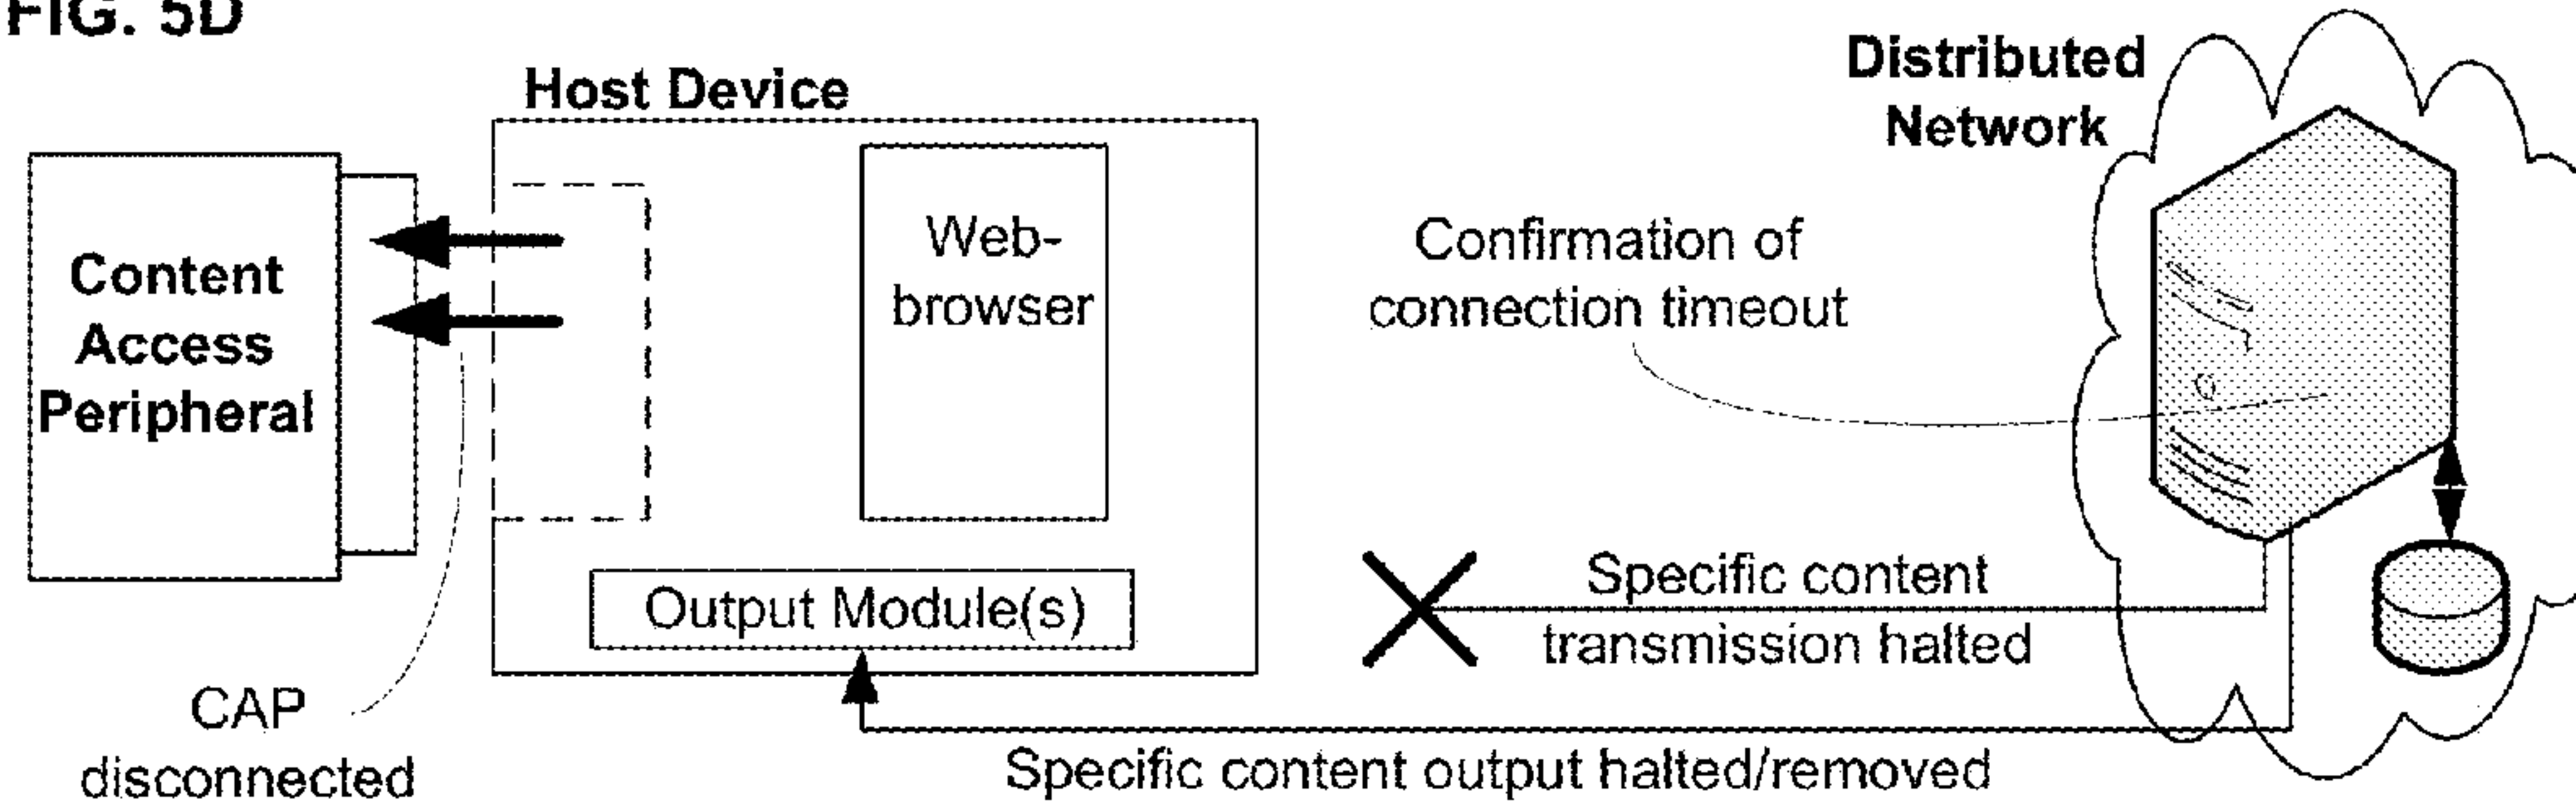 FIG. 5D
Host Device
Distributed
Network
Content
Access
Peripheral
Web-
browser
Confirmation of
connection timeout
Output Module(s)
Specific content
transmission halted
CAP
disconnected
Specific content output halted/removed